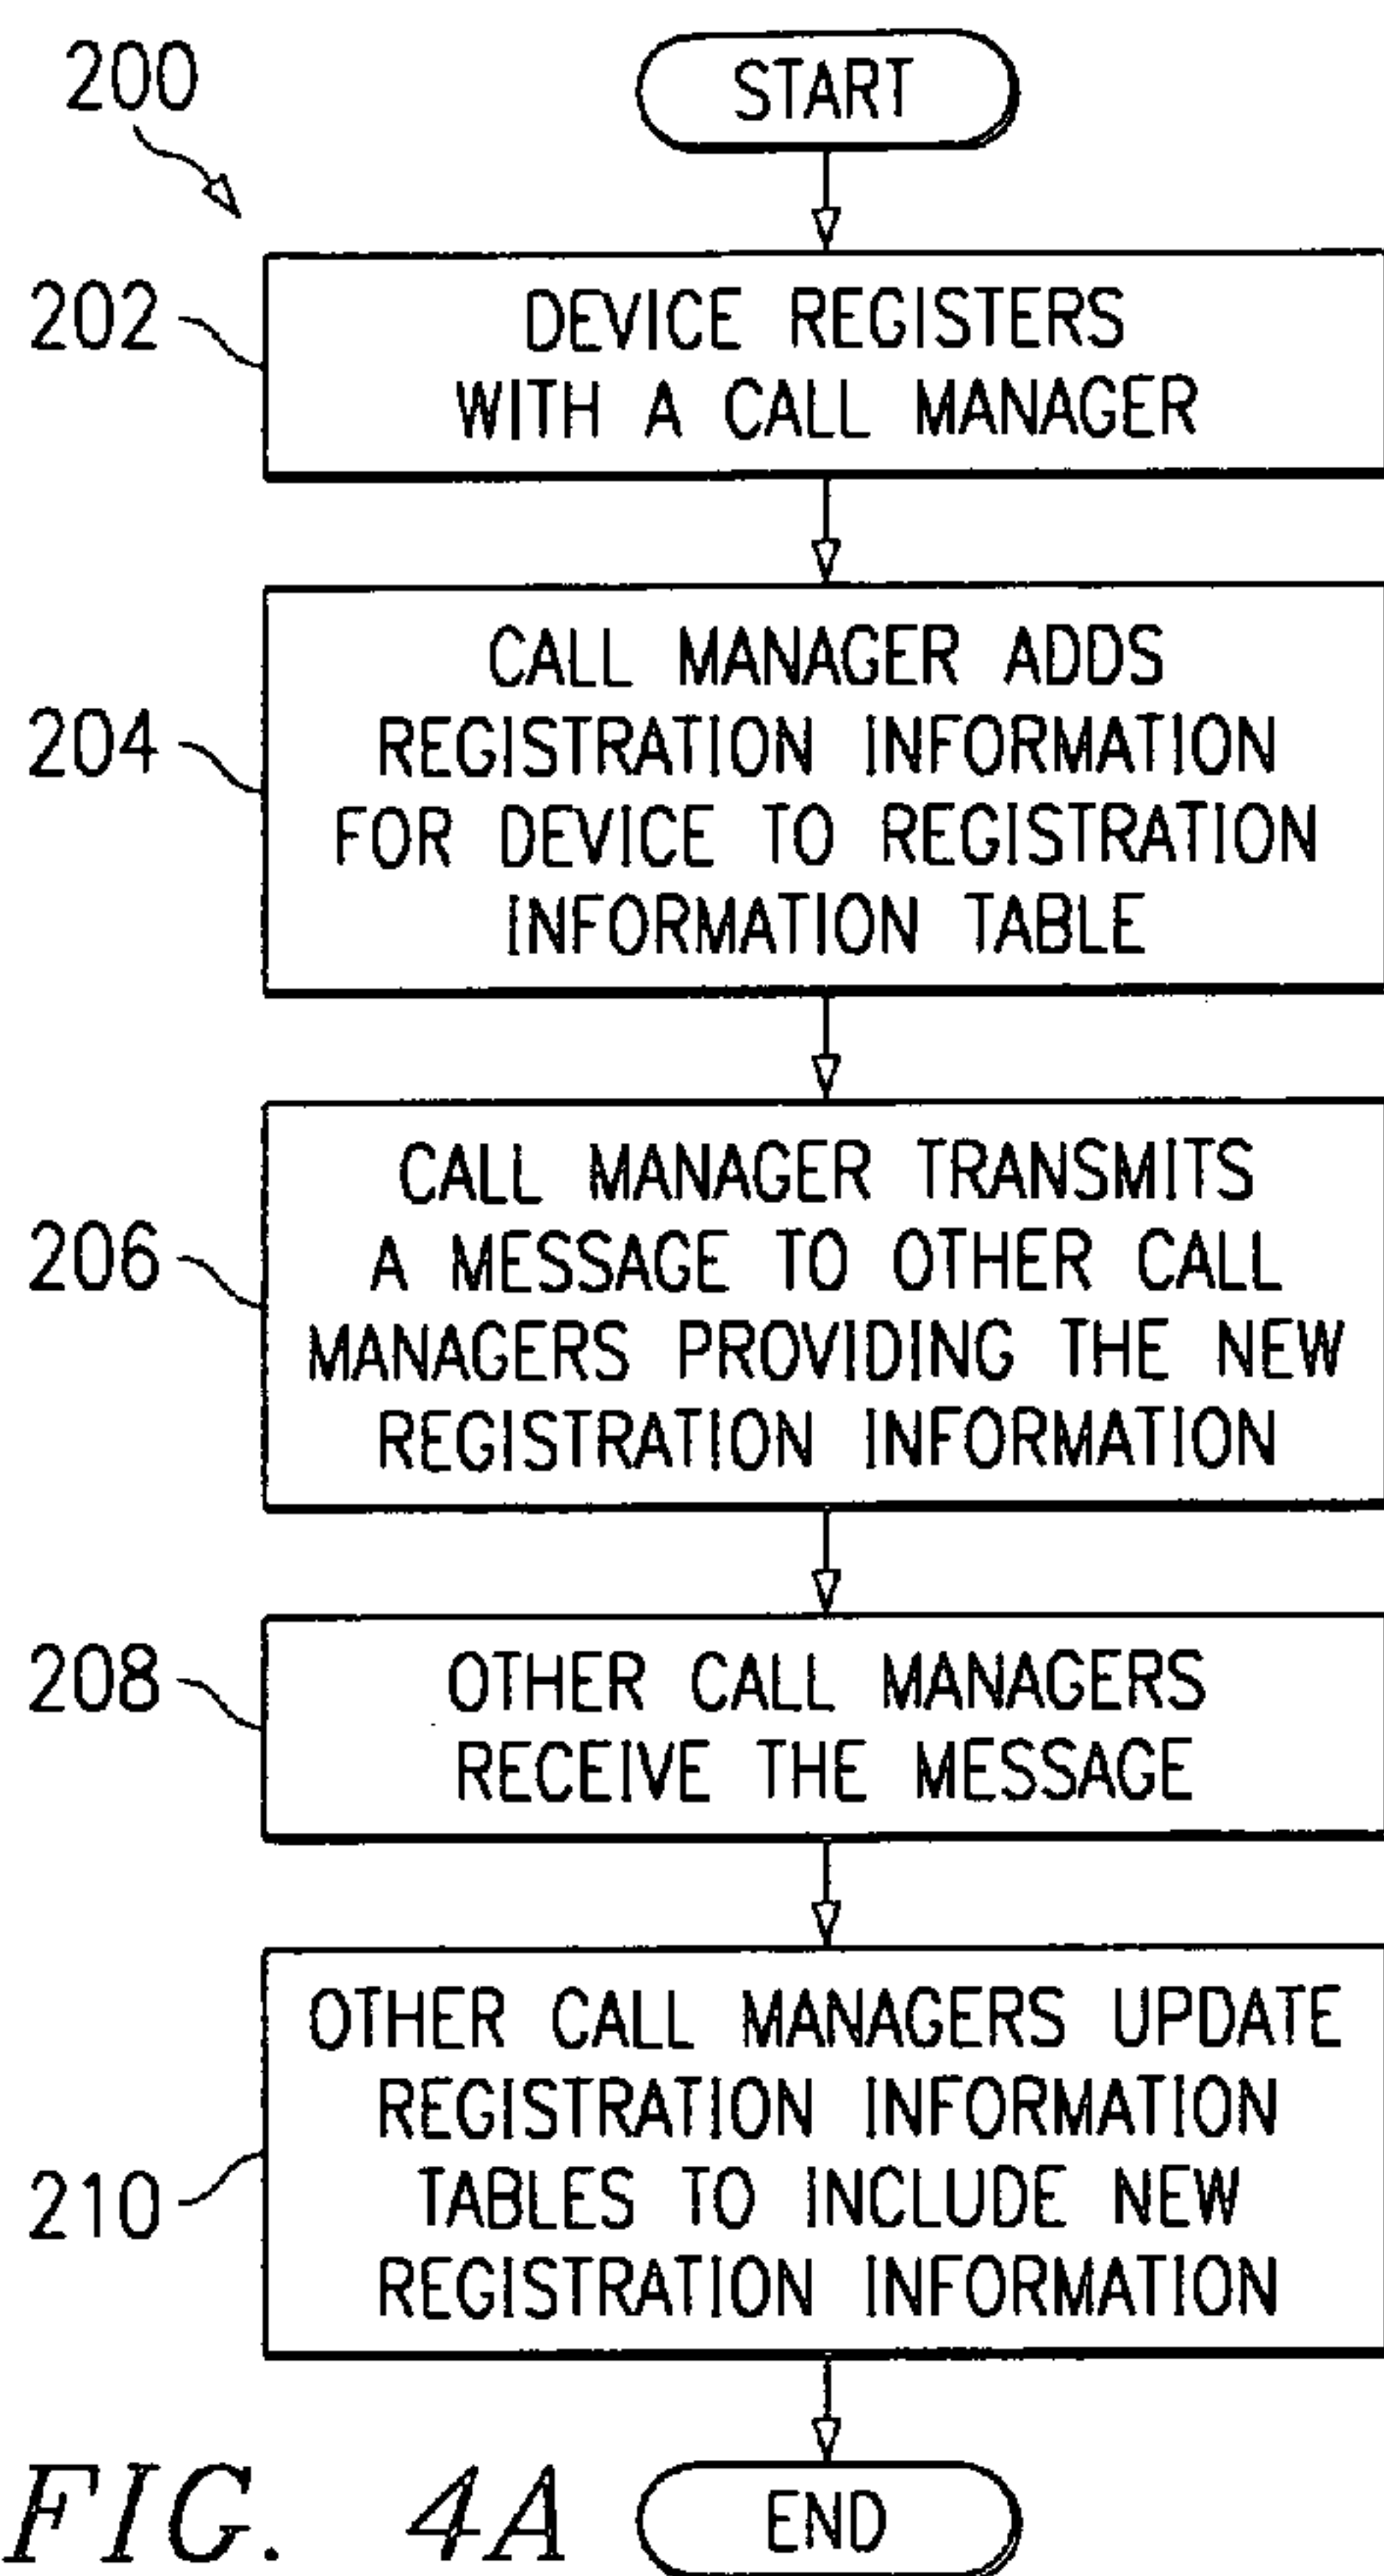 200
START
202
DEVICE REGISTERS
WITH A CALL MANAGER
204
CALL MANAGER ADDS
REGISTRATION INFORMATION
FOR DEVICE TO REGISTRATION
INFORMATION TABLE
206
CALL MANAGER TRANSMITS
A MESSAGE TO OTHER CALL
MANAGERS PROVIDING THE NEW
REGISTRATION INFORMATION
208
OTHER CALL MANAGERS
RECEIVE THE MESSAGE
210
OTHER CALL MANAGERS UPDATE
REGISTRATION INFORMATION
TABLES TO INCLUDE NEW
REGISTRATION INFORMATION
END
FIG. 4A